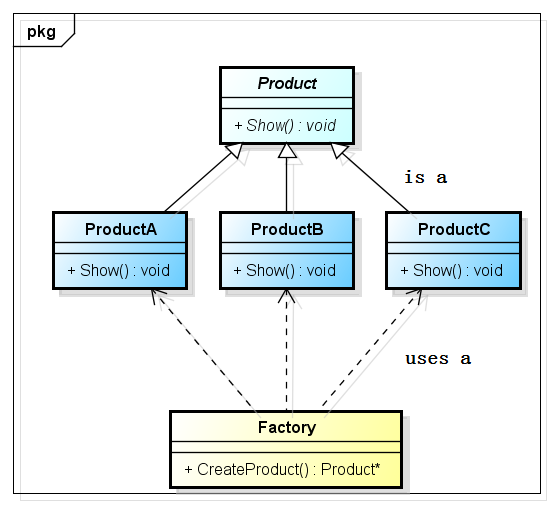 pkg
Product
+ Show() : void
is a
ProductA
+ Show() : void
ProductB
+ Show() : void
ProductC
+ Show() : void
uses a
Factory
+ CreateProduct() : Product*